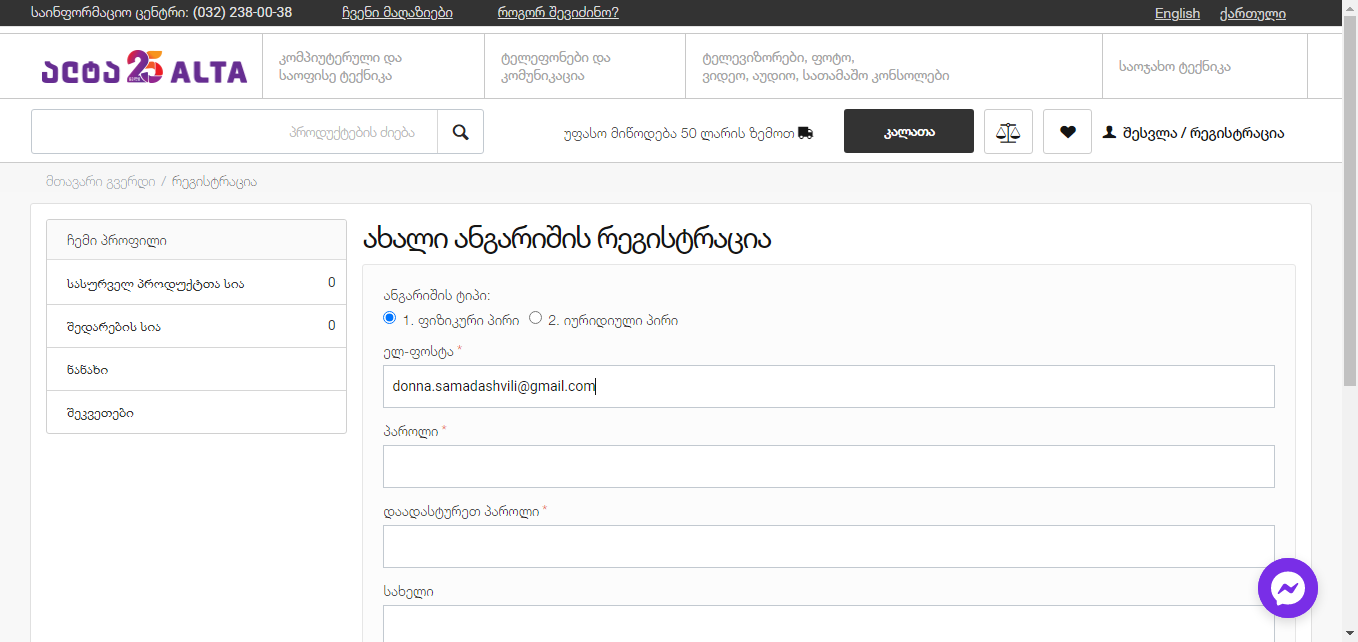 საინფორმაციო ცენტრი: (032) 238-00-38
ჩვენი მაღაზიები
როგორ შევიძინო?
English
ქართული
ალტა 25 ALTA
კომპიუტერული და
საოფისე ტექნიკა
ტელეფონები და
კომუნიკაცია
ტელევიზორები, ფოტო,
ვიდეო, აუდიო, სათამაშო კონსოლები
საოჯახო ტექნიკა
პროდუქტების ძიება
უფასო მიწოდება 50 ლარის ზემოთ
კალათა
შესვლა / რეგისტრაცია
მთავარი გვერდი / რეგისტრაცია
ჩემი პროფილი
სასურველ პროდუქტთა სია 0
შედარების სია 0
ნანახი
შეკვეთები
ახალი ანგარიშის რეგისტრაცია
ანგარიშის ტიპი:
1. ფიზიკური პირი 2. იურიდიული პირი
ელ-ფოსტა *
donna.samadashvili@gmail.com
პაროლი *
დაადასტურეთ პაროლი *
სახელი